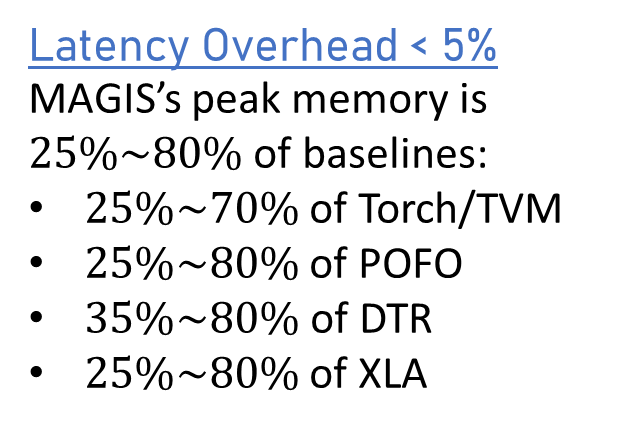 Latency Overhead < 5%
MAGIS’s peak memory is
25%~80% of baselines:
• 25%~70% of Torch/TVM
• 25%~80% of POFO
• 35%~80% of DTR
• 25%~80% of XLA